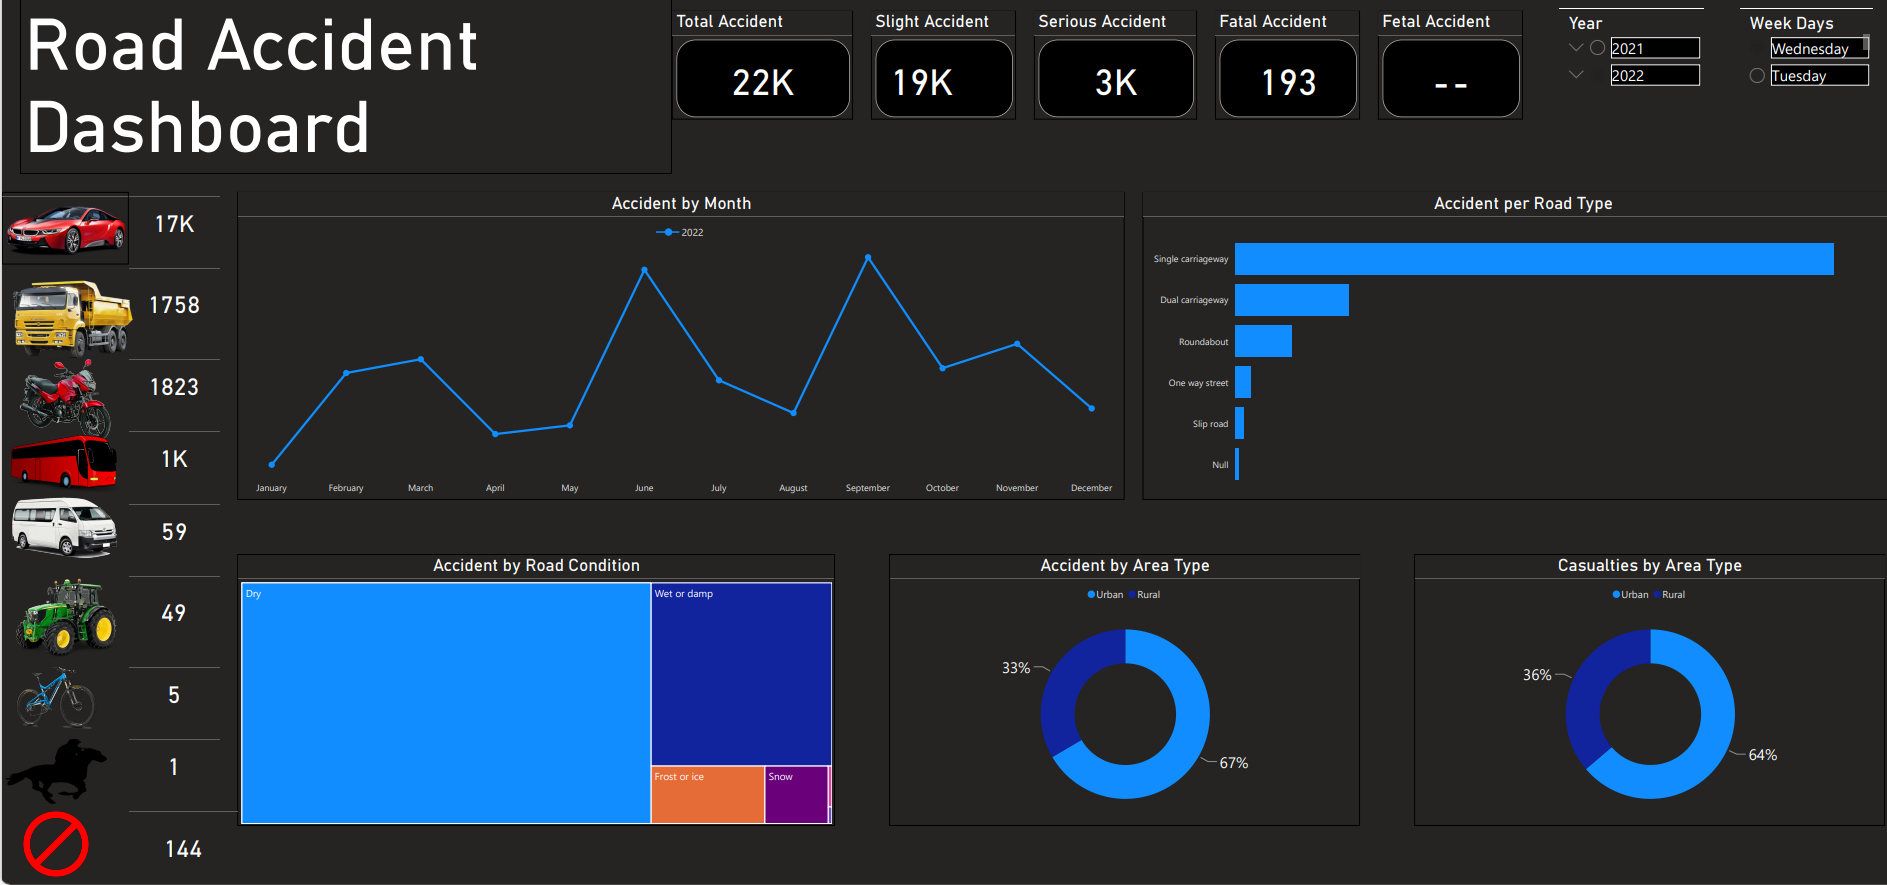 Road Accident
Dashboard
Total Accident
22K
Slight Accident
19K
Serious Accident
3K
Fatal Accident
193
Fetal Accident
--
Year
2021
2022
Week Days
Wednesday
Tuesday
17K
1758
1823
1K
59
49
5
1
144
Accident by Month
2022
January February March April May June July August September October November December
Accident per Road Type
Single carriageway
Dual carriageway
Roundabout
One way street
Slip road
Null
Accident by Road Condition
Dry
Wet or damp
Frost or ice
Snow
Accident by Area Type
Urban Rural
33%
67%
Casualties by Area Type
Urban Rural
36%
64%